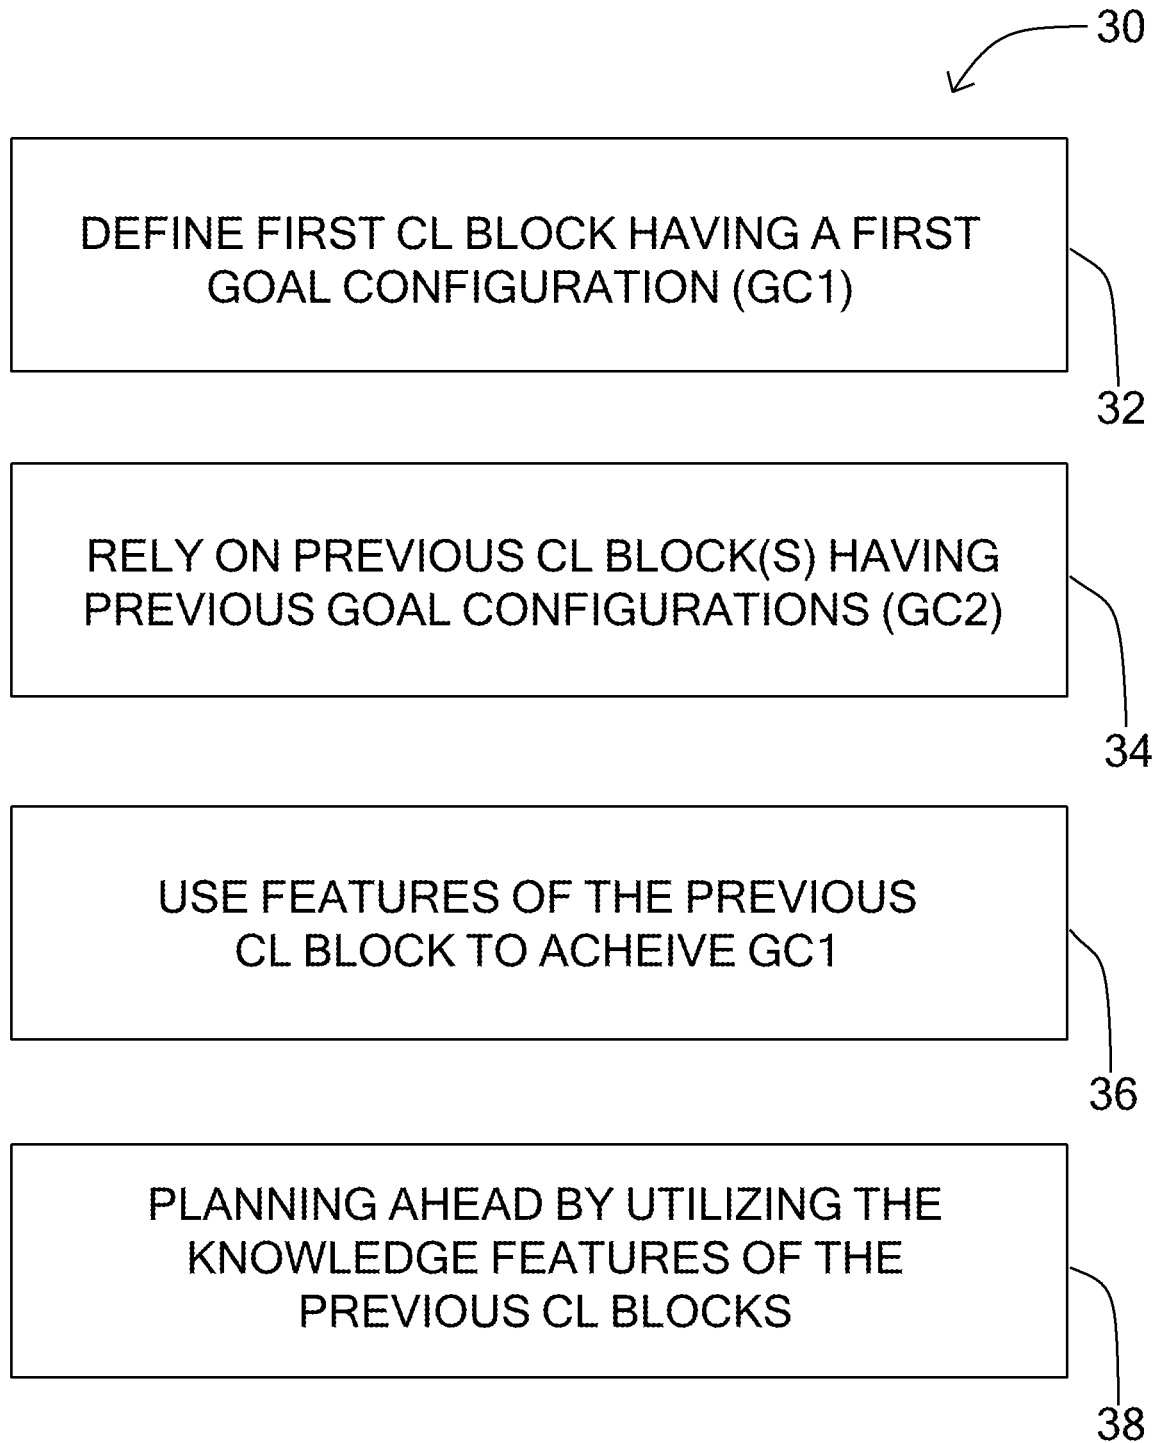 30
DEFINE FIRST CL BLOCK HAVING A FIRST
GOAL CONFIGURATION (GC1)
32
RELY ON PREVIOUS CL BLOCK(S) HAVING
PREVIOUS GOAL CONFIGURATIONS (GC2)
34
USE FEATURES OF THE PREVIOUS
CL BLOCK TO ACHEIVE GC1
36
PLANNING AHEAD BY UTILIZING THE
KNOWLEDGE FEATURES OF THE
PREVIOUS CL BLOCKS
38